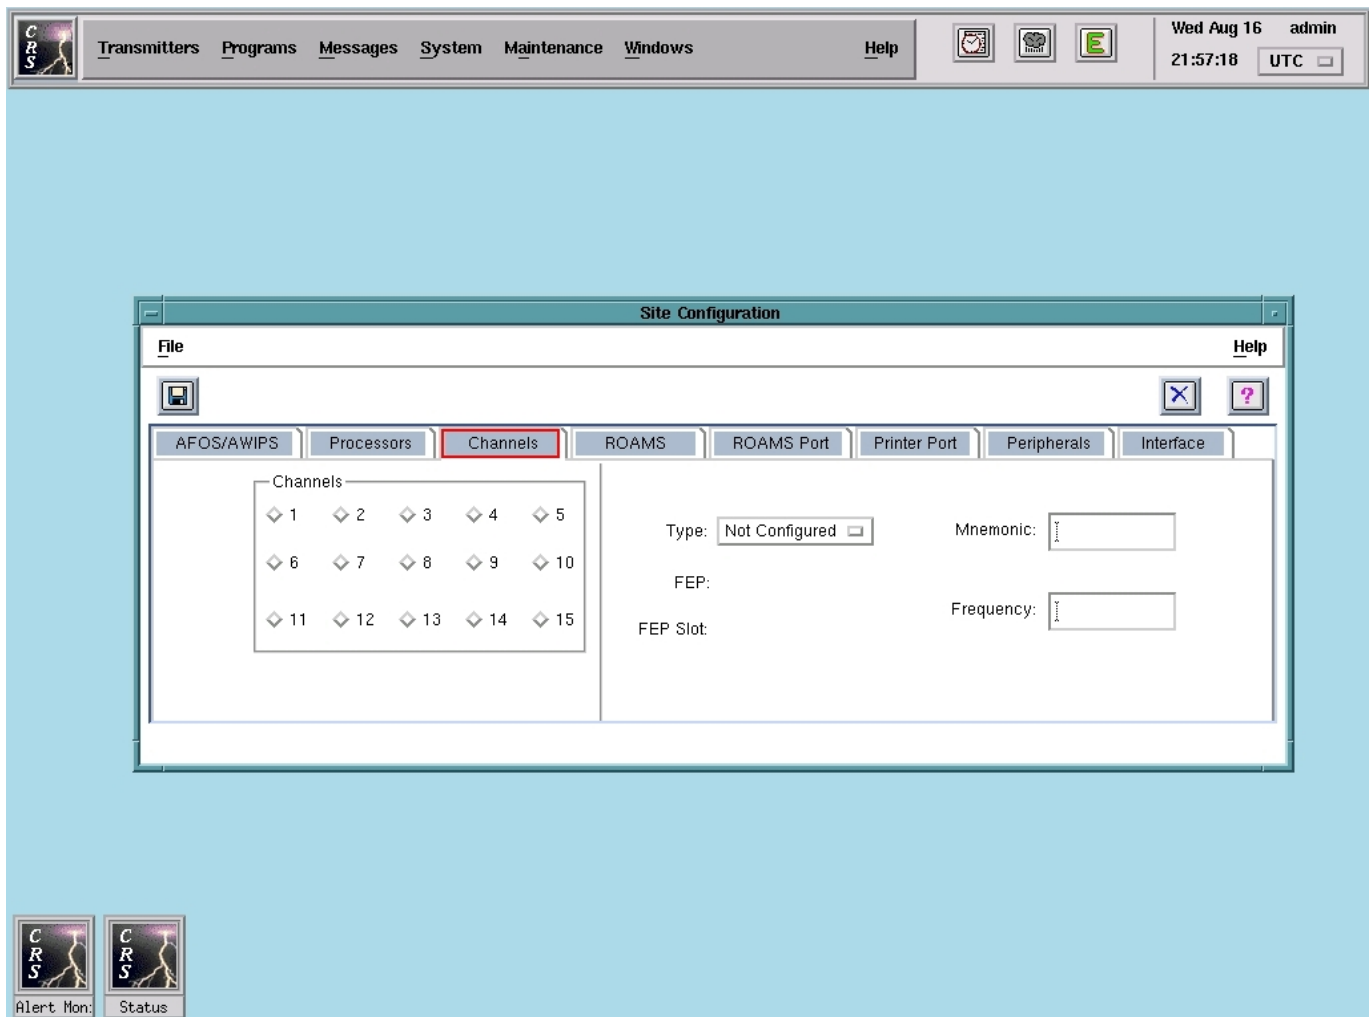 CRS Transmitters Programs Messages System Maintenance Windows Help E Wed Aug 16 admin
21:57:18 UTC
Site Configuration
File Help
?
AFOS/AWIPS Processors Channels ROAMS ROAMS Port Printer Port Peripherals Interface
Channels
1 2 3 4 5
Type: Not Configured Mnemonic:
6 7 8 9 10
FEP:
Frequency:
11 12 13 14 15
FEP Slot:
CRS CRS
Alert Mon: Status